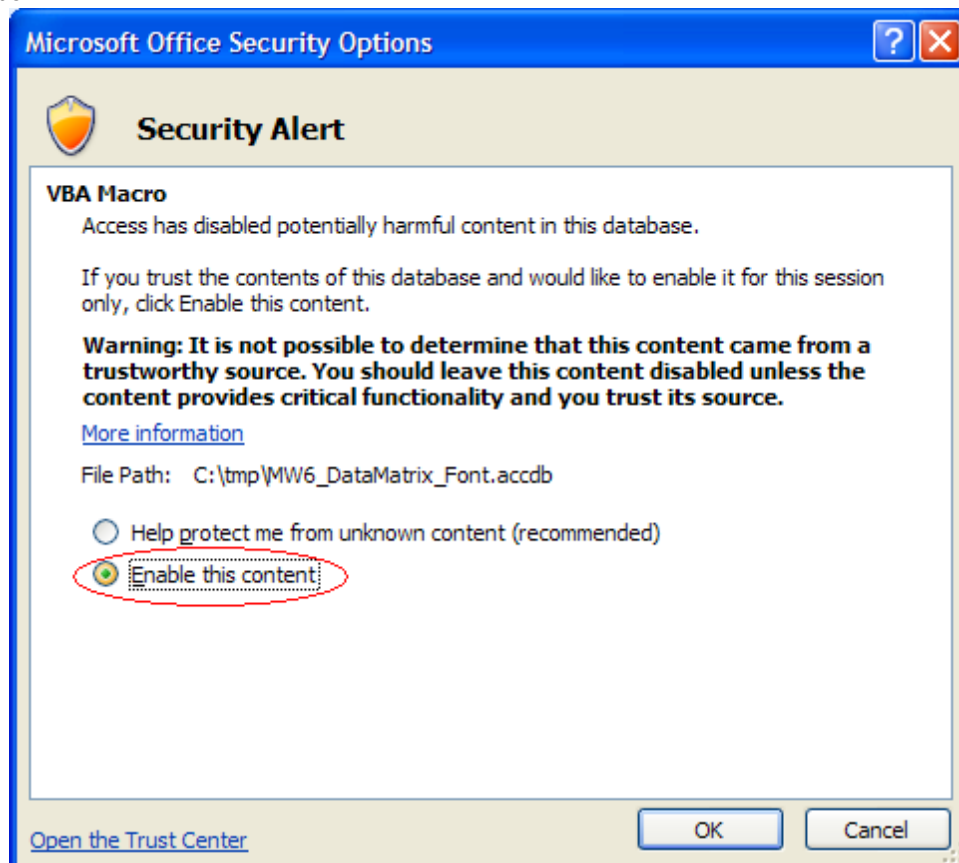 Microsoft Office Security Options
?
Security Alert
VBA Macro
Access has disabled potentially harmful content in this database.
If you trust the contents of this database and would like to enable it for this session
only, click Enable this content.
Warning: It is not possible to determine that this content came from a
trustworthy source. You should leave this content disabled unless the
content provides critical functionality and you trust its source.
More information
File Path: C:\tmp\MW6_DataMatrix_Font.accdb
Help protect me from unknown content (recommended)
Enable this content
Open the Trust Center
OK
Cancel